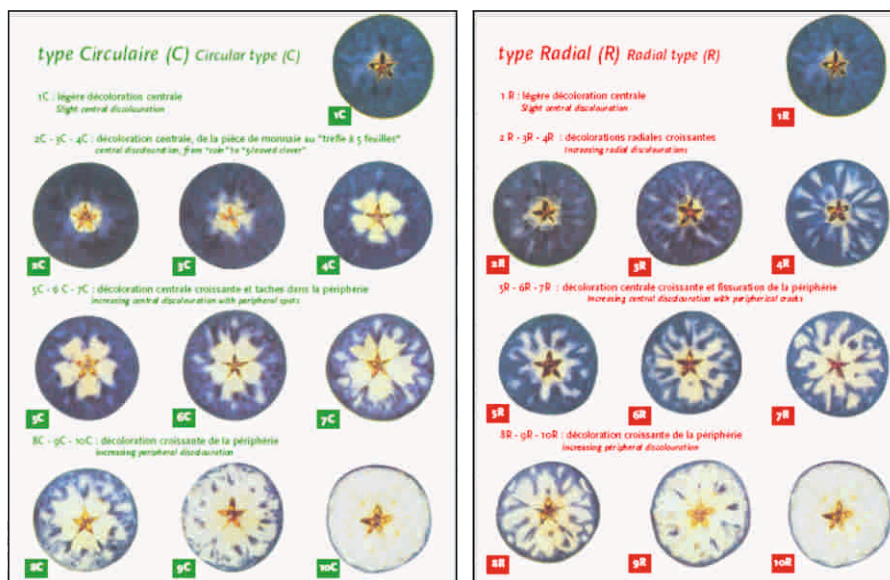 type Circulaire (C) Circular type (C)
1C : légère décoloration centrale
Slight central discolouration
1C
2C - 3C - 4C : décoloration centrale, de la pièce de monnaie au "trefle à 5 feuilles"
central discolouration, from "coin" to "5-leaved clover"
2C
3C
4C
5C - 6 C - 7C : décoloration centrale croissante et taches dans la périphérie
increasing central discolouration with peripheral spots
5C
6C
7C
8C - 9C - 10C : décoloration croissante de la périphérie
increasing peripheral discolouration
8C
9C
10C
type Radial (R) Radial type (R)
1 R : légère décoloration centrale
Slight central discolouration
1R
2 R - 3R - 4R : décolorations radiales croissantes
Increasing radial discolourations
2R
3R
4R
5R - 6R - 7R : décoloration centrale croissante et fissuration de la périphérie
Increasing central discolouration with peripherical cracks
5R
6R
7R
8R - 9R - 10R : décoloration croissante de la périphérie
Increasing peripheral discolouration
8R
9R
10R